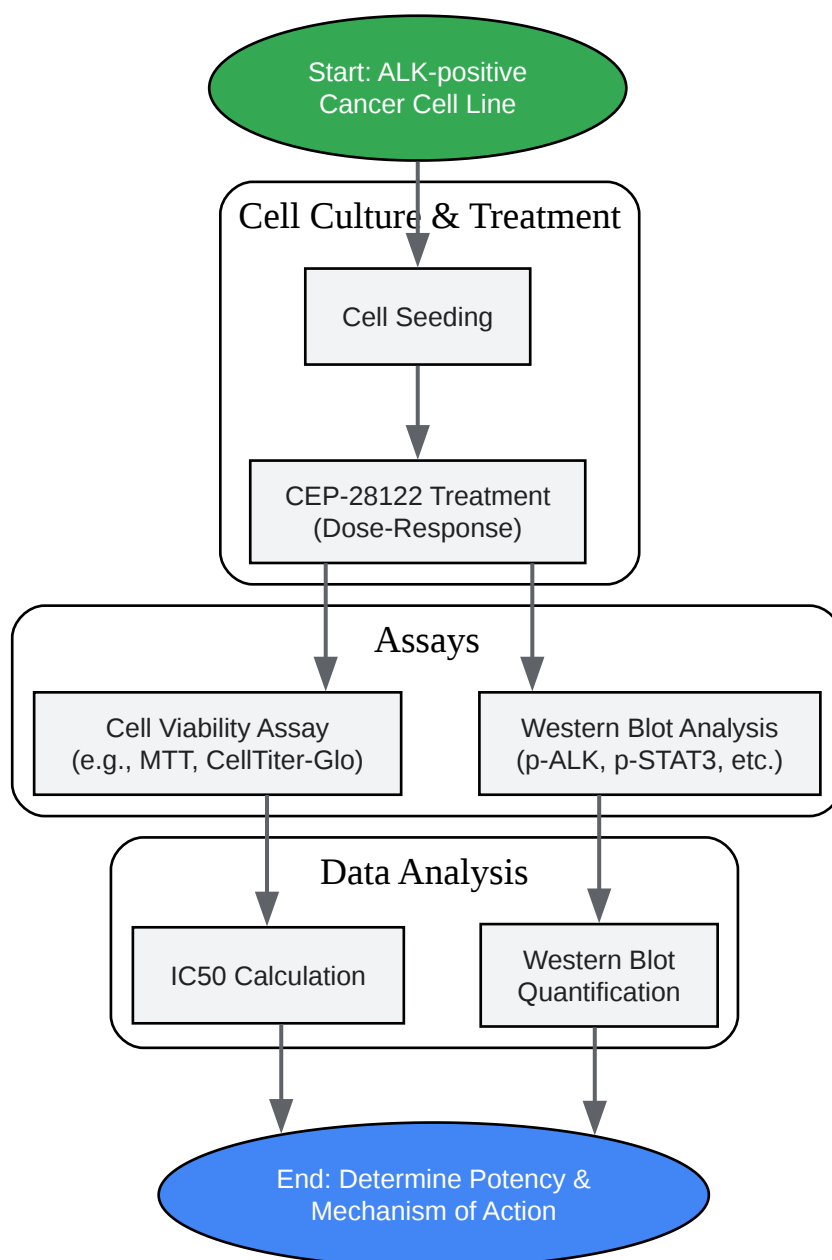 Start: ALK-positive
Cancer Cell Line
Cell Culture & Treatment
Cell Seeding
CEP-28122 Treatment
(Dose-Response)
Assays
Cell Viability Assay
(e.g., MTT, CellTiter-Glo)
Western Blot Analysis
(p-ALK, p-STAT3, etc.)
Data Analysis
IC50 Calculation
Western Blot
Quantification
End: Determine Potency &
Mechanism of Action